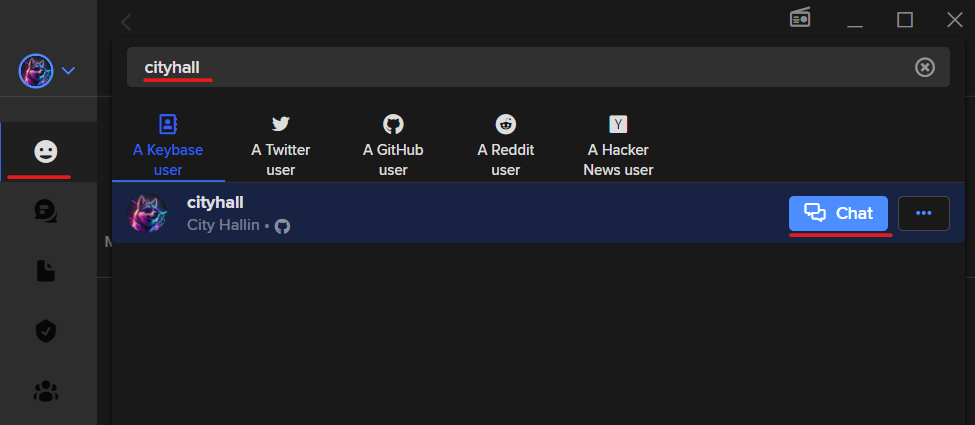 cityhall
A Keybase
user
A Twitter
user
A GitHub
user
A Reddit
user
Y
A Hacker
News user
cityhall
City Hallin •
Chat
M